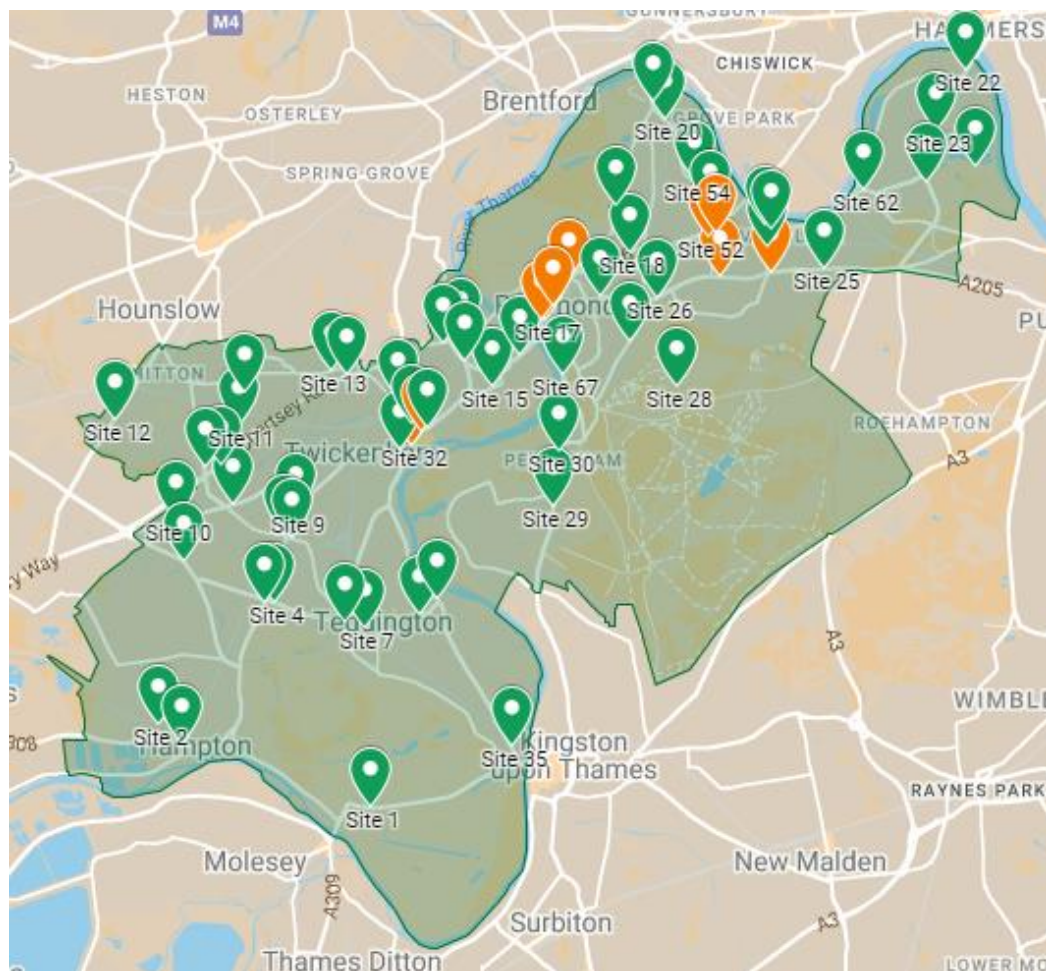 M4
GUNNERSBURY
CHISWICK
HESTON
Brentford
OSTERLEY
GROVE PARK
Site 22
Site 20
SPRING GROVE
Site 23
River Thames
Site 54
Site 62
Site 52
Site 18
Site 25
A205
Hounslow
Site 26
Site 17
Site 13
Site 15
Site 67
Site 28
Site 12
ROEHAMPTON
Site 11
A3
Site 32
Site 30
Site 10
Site 9
Site 29
Site 4
Teddington
Site 7
A3
Site 2
Hampton
Site 35
Kingston
upon Thames
RAYNES PARK
Site 1
Molesey
New Malden
A309
Surbiton
A3
Thames Ditton